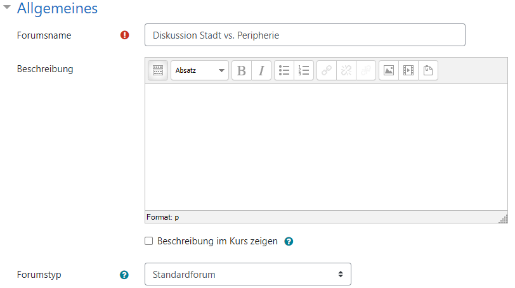 Allgemeines
Forumsname
Diskussion Stadt vs. Peripherie
Beschreibung
Absatz
B I
Format: p
Beschreibung im Kurs zeigen
Forumstyp
Standardforum